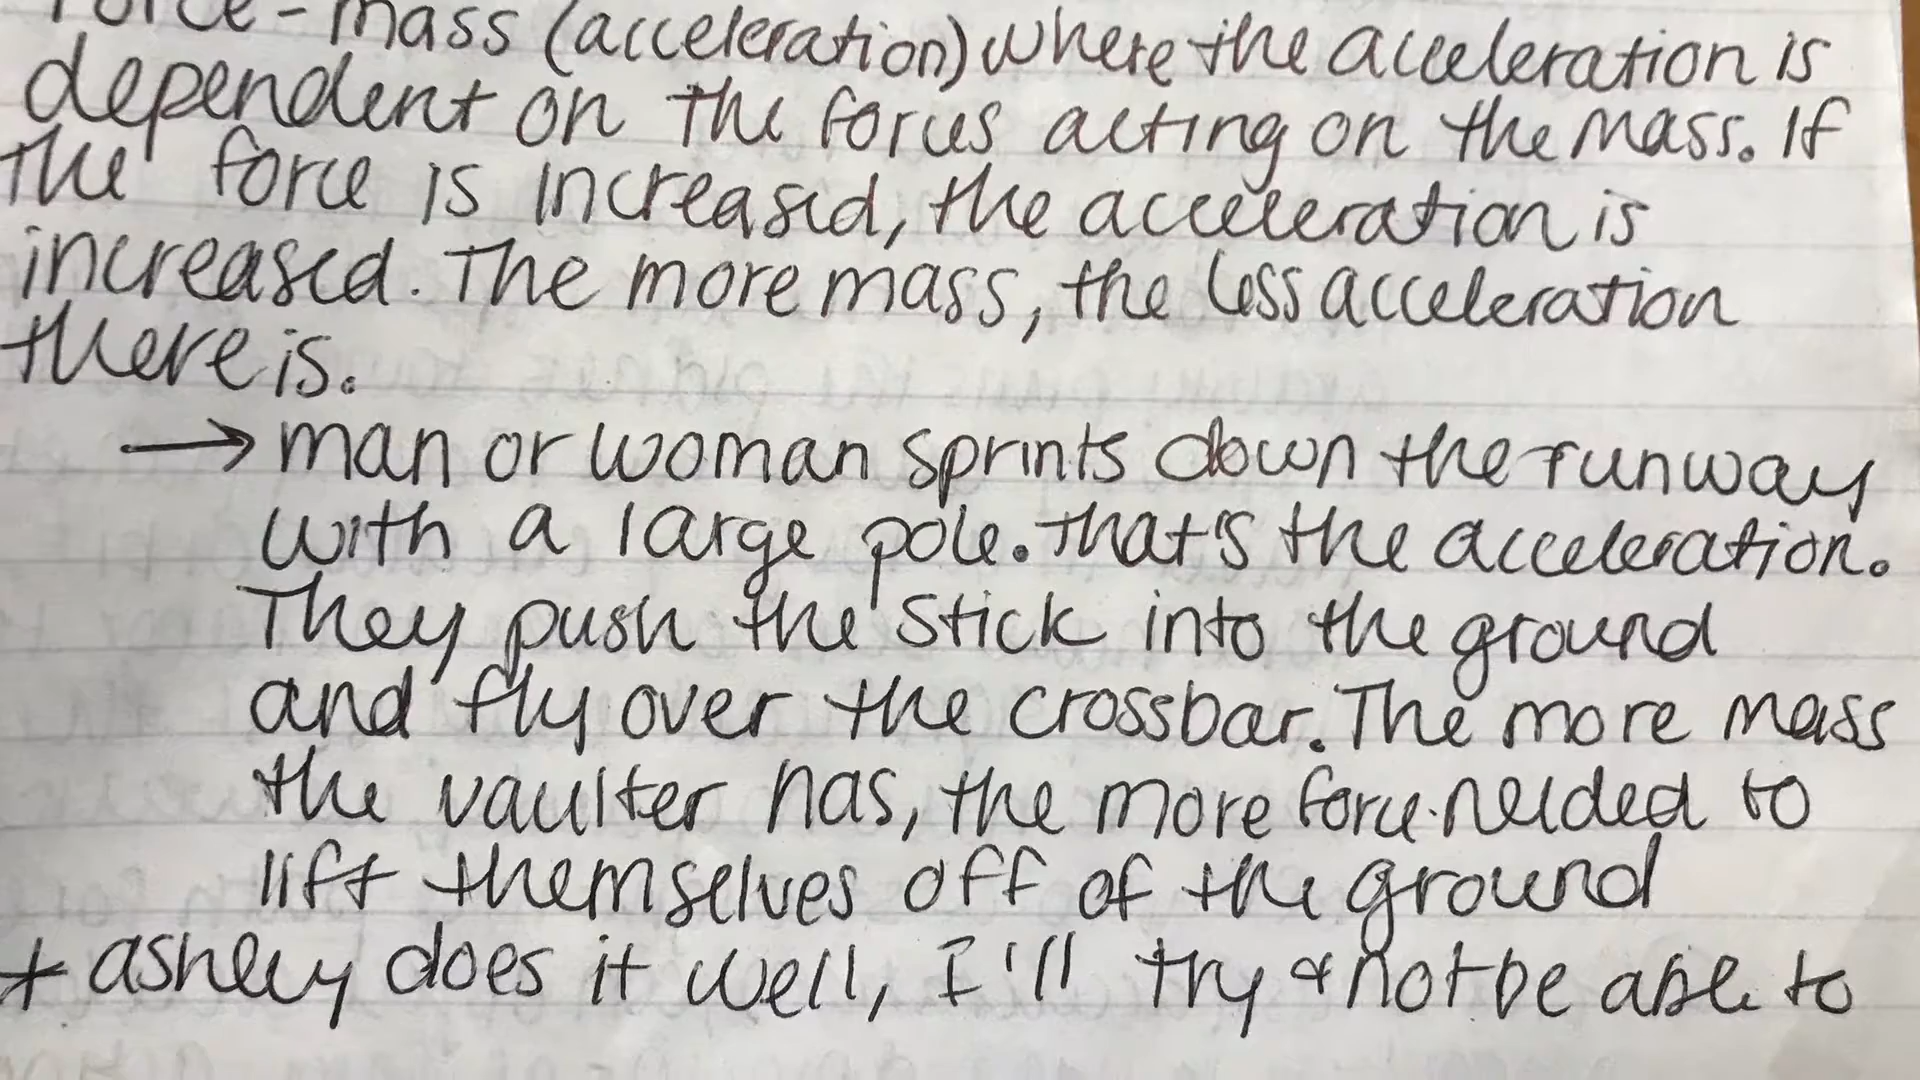 Force - mass (acceleration) where the acceleration is
dependent on the forces acting on the mass. If
the force is increased, the acceleration is
increased. The more mass, the less acceleration
there is.
→ man or woman sprints down the runway
with a large pole. That's the acceleration.
They push the stick into the ground
and fly over the crossbar. The more mass
the vaulter has, the more force needed to
lift themselves off of the ground
* ashley does it well, I'll try & not be able to